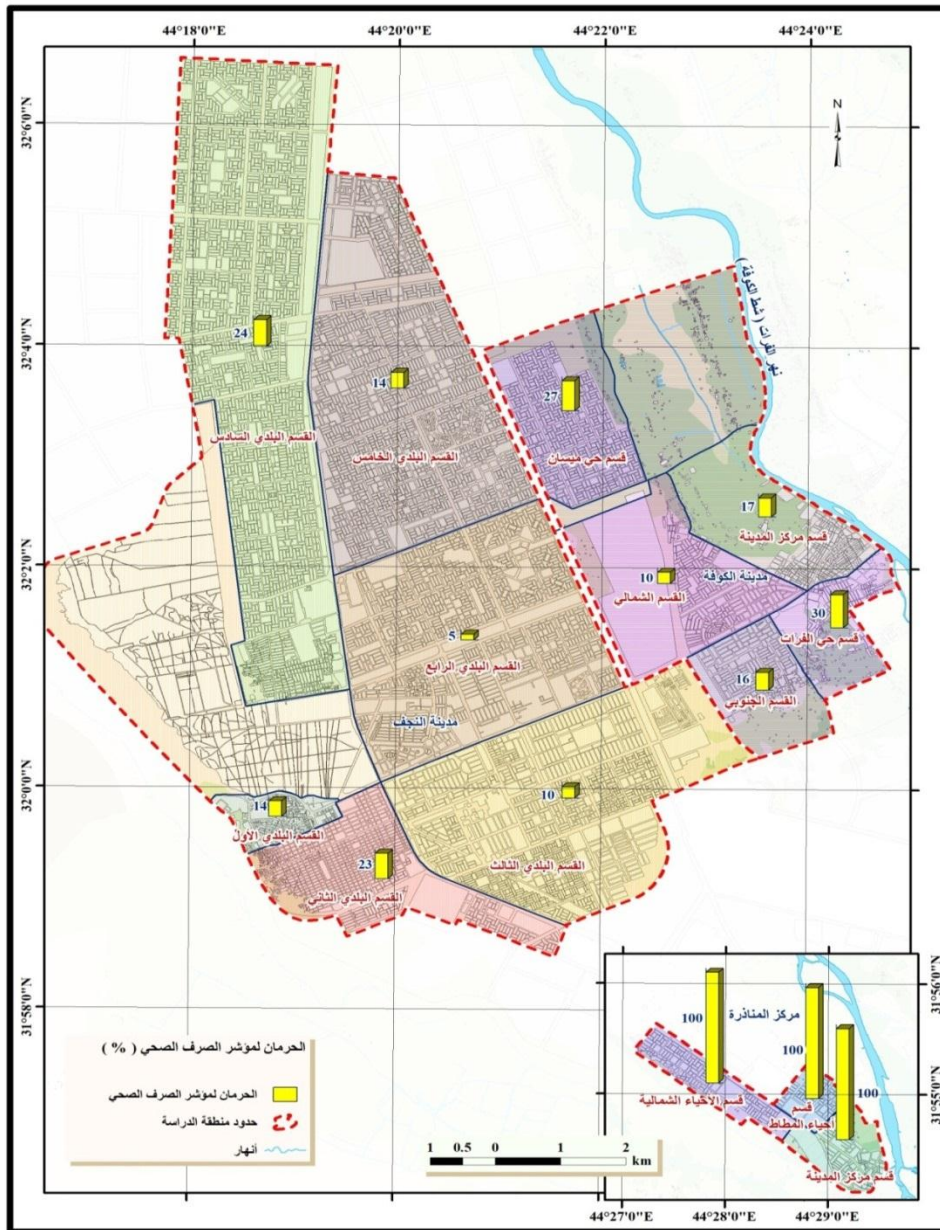 44°18'0"E
44°20'0"E
44°22'0"E
44°24'0"E
32°6'0"N
32°4'0"N
32°2'0"N
32°0'0"N
31°58'0"N
N
نهر الفرات ( شط الكوفة )
24
القسم البلدي السادس
14
القسم البلدي الخامس
27
قسم حي ميسان
17
قسم مركز المدينة
مدينة الكوفة
10
القسم الشمالي
30
قسم حي الفرات
16
القسم الجنوبي
5
القسم البلدي الرابع
مدينة النجف
10
القسم البلدي الثالث
14
القسم البلدي الأول
23
القسم البلدي الثاني
الحرمان لمؤشر الصرف الصحي ( % )
الحرمان لمؤشر الصرف الصحي
حدود منطقة الدراسة
أنهار
1 0.5 0 1 2
km
مركز المناذرة
100
100
100
قسم الاحياء الشمالية
قسم
احياء المطاط
قسم مركز المدينة
31°56'0"N
31°55'0"N
44°27'0"E
44°28'0"E
44°29'0"E